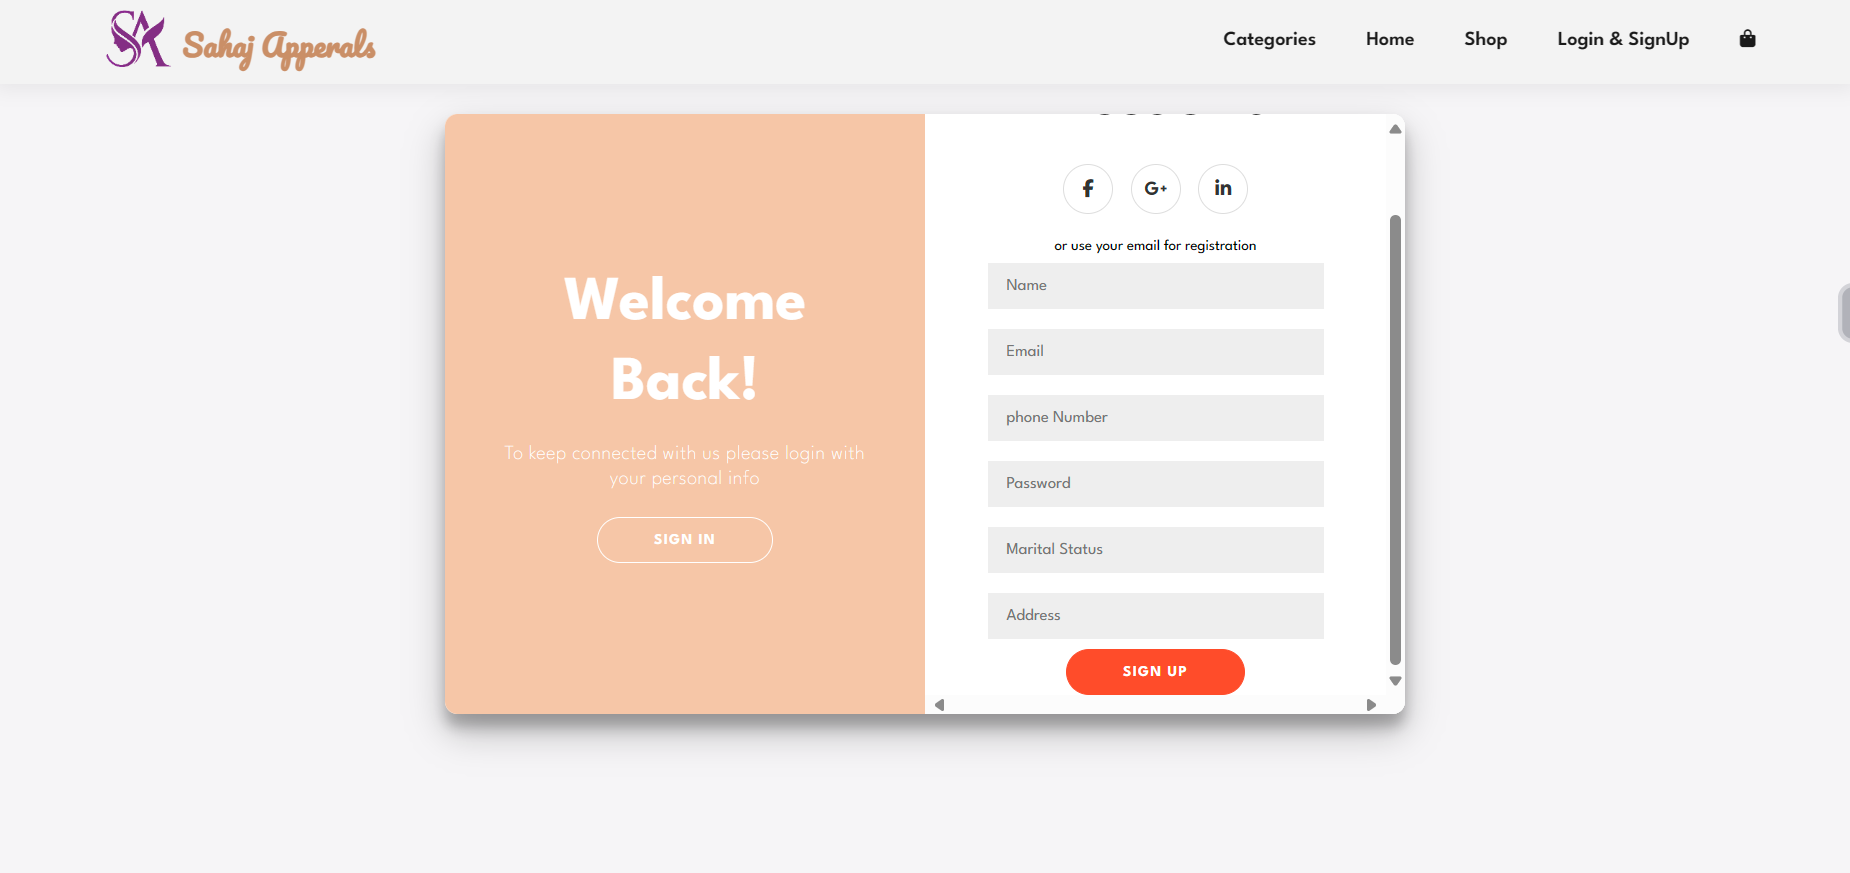 SA
Sahaj Apperals
Categories
Home
Shop
Login & SignUp
Welcome
Back!
To keep connected with us please login with
your personal info
SIGN IN
f
G+
in
or use your email for registration
Name
Email
phone Number
Password
Marital Status
Address
SIGN UP